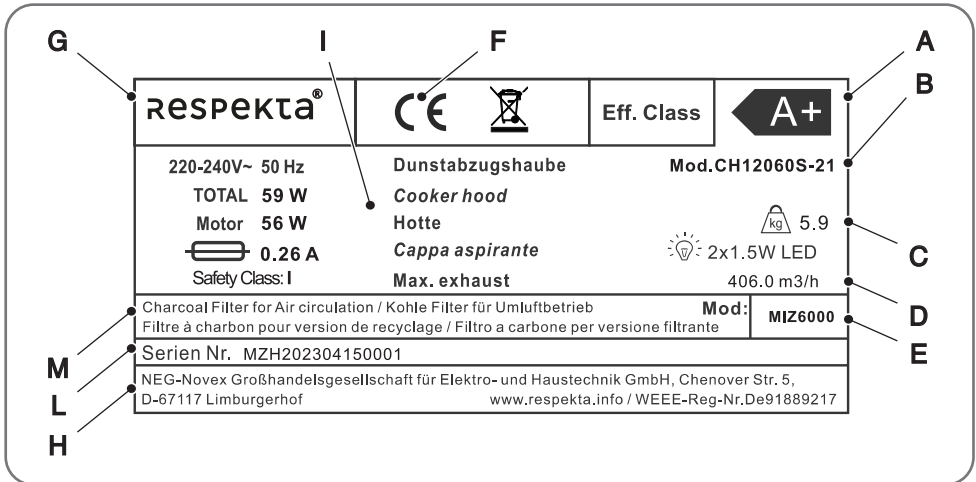 G
I
F
A
B
Respekta®
CE
Eff. Class
A+
220-240V~ 50 Hz
Dunstabzugshaube
Mod.CH12060S-21
TOTAL 59 W
Cooker hood
Motor 56 W
Hotte
kg 5.9
C
0.26 A
Cappa aspirante
2x1.5W LED
Safety Class: I
Max. exhaust
406.0 m3/h
D
Charcoal Filter for Air circulation / Kohle Filter für Umluftbetrieb
Mod:
MIZ6000
Filtre à charbon pour version de recyclage / Filtro a carbone per versione filtrante
E
M
Serien Nr. MZH202304150001
L
NEG-Novex Großhandelsgesellschaft für Elektro- und Haustechnik GmbH, Chenover Str. 5,
D-67117 Limburgerhof www.respekta.info / WEEE-Reg-Nr.De91889217
H